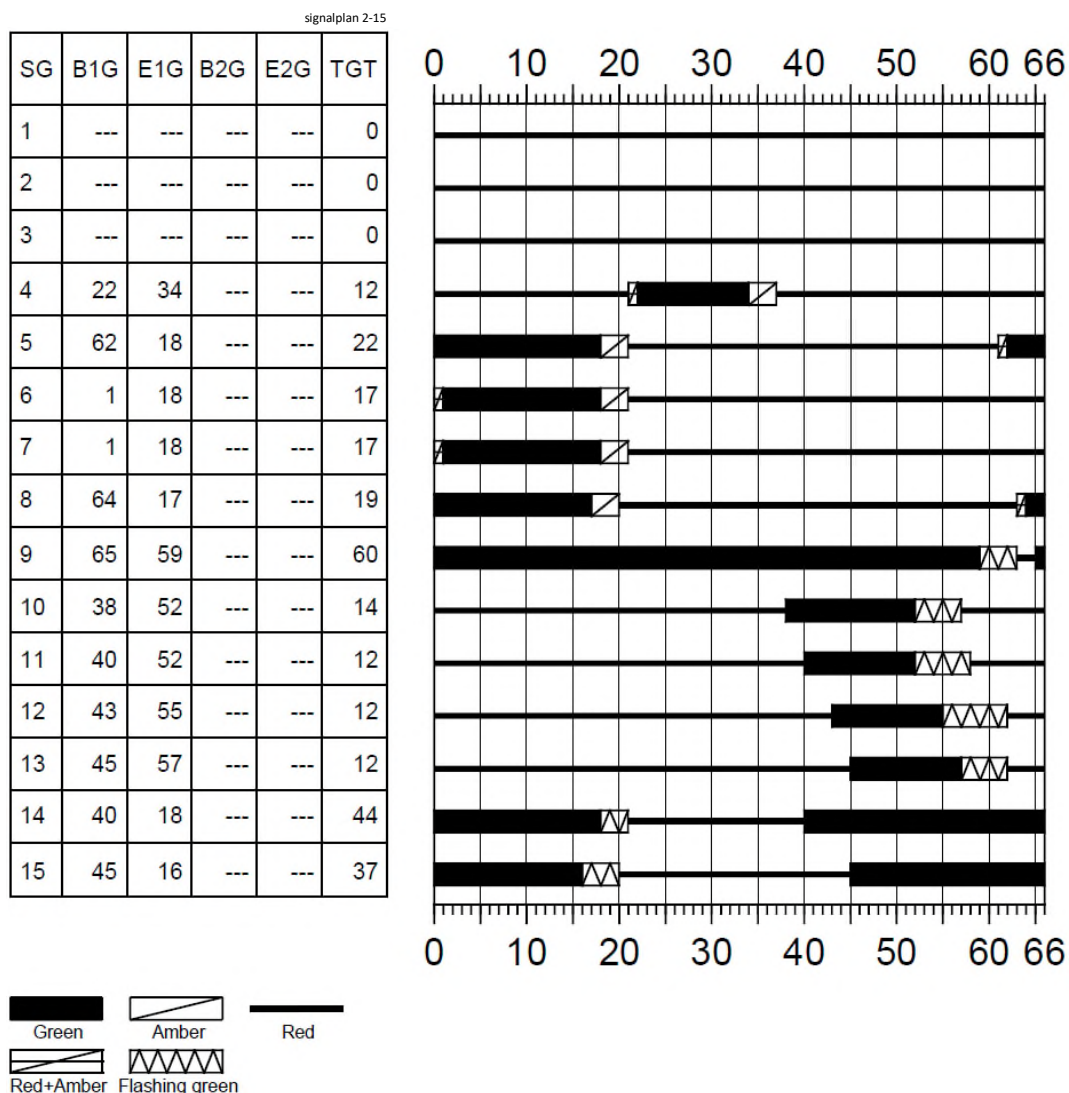 signalplan 2-15
SG B1G E1G B2G E2G TGT
0 10 20 30 40 50 60 66
1 --- --- --- --- 0
2 --- --- --- --- 0
3 --- --- --- --- 0
4 22 34 --- --- 12
5 62 18 --- --- 22
6 1 18 --- --- 17
7 1 18 --- --- 17
8 64 17 --- --- 19
9 65 59 --- --- 60
10 38 52 --- --- 14
11 40 52 --- --- 12
12 43 55 --- --- 12
13 45 57 --- --- 12
14 40 18 --- --- 44
15 45 16 --- --- 37
0 10 20 30 40 50 60 66
Green Amber Red
Red+Amber Flashing green